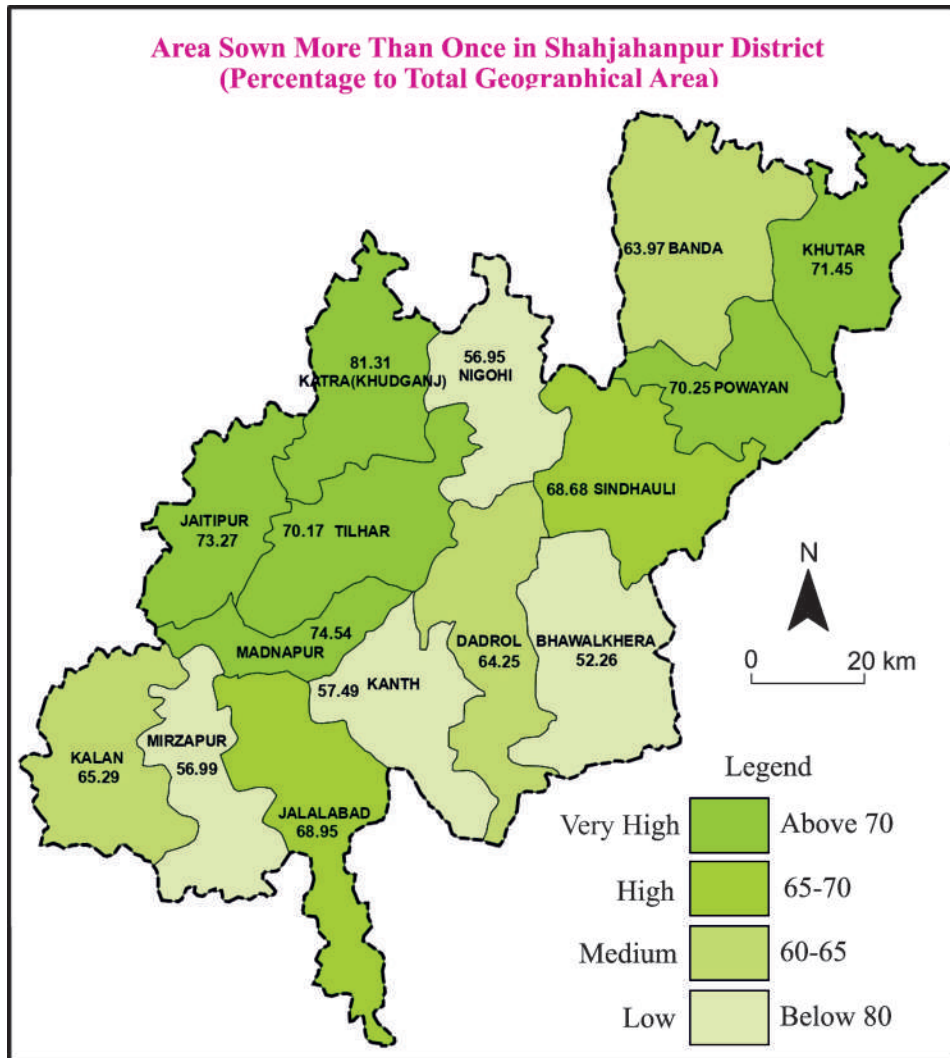 Area Sown More Than Once in Shahjahanpur District
(Percentage to Total Geographical Area)
63.97 BANDA
KHUTAR
71.45
81.31
KATRA(KHUDGANJ)
56.95
NIGOHI
70.25 POWAYAN
68.68 SINDHAULI
JAITIPUR
73.27
70.17 TILHAR
N
0 20 km
74.54
MADNAPUR
DADROL
64.25
BHAWALKHERA
52.26
57.49 KANTH
KALAN
65.29
MIRZAPUR
56.99
JALALABAD
68.95
Legend
Very High Above 70
High 65-70
Medium 60-65
Low Below 80